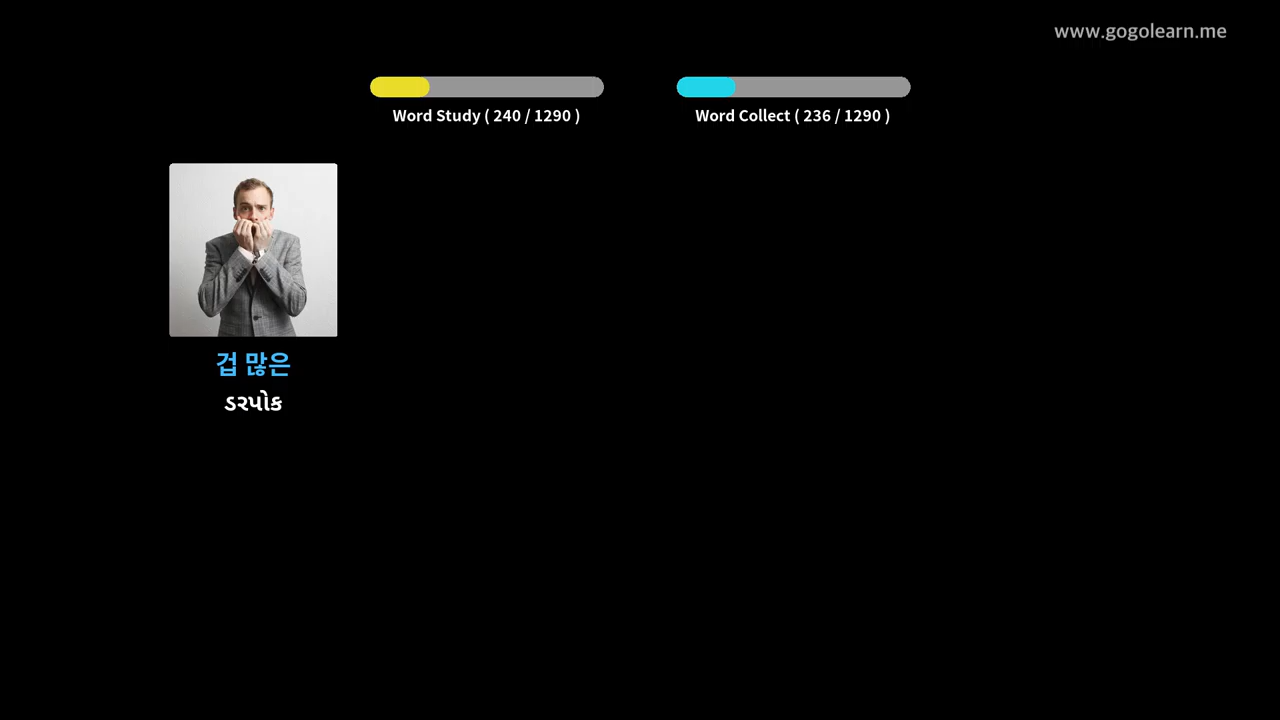 www.gogolearn.me
Word Study ( 240 / 1290 )
Word Collect ( 236 / 1290 )
겁 많은
ડરપોક